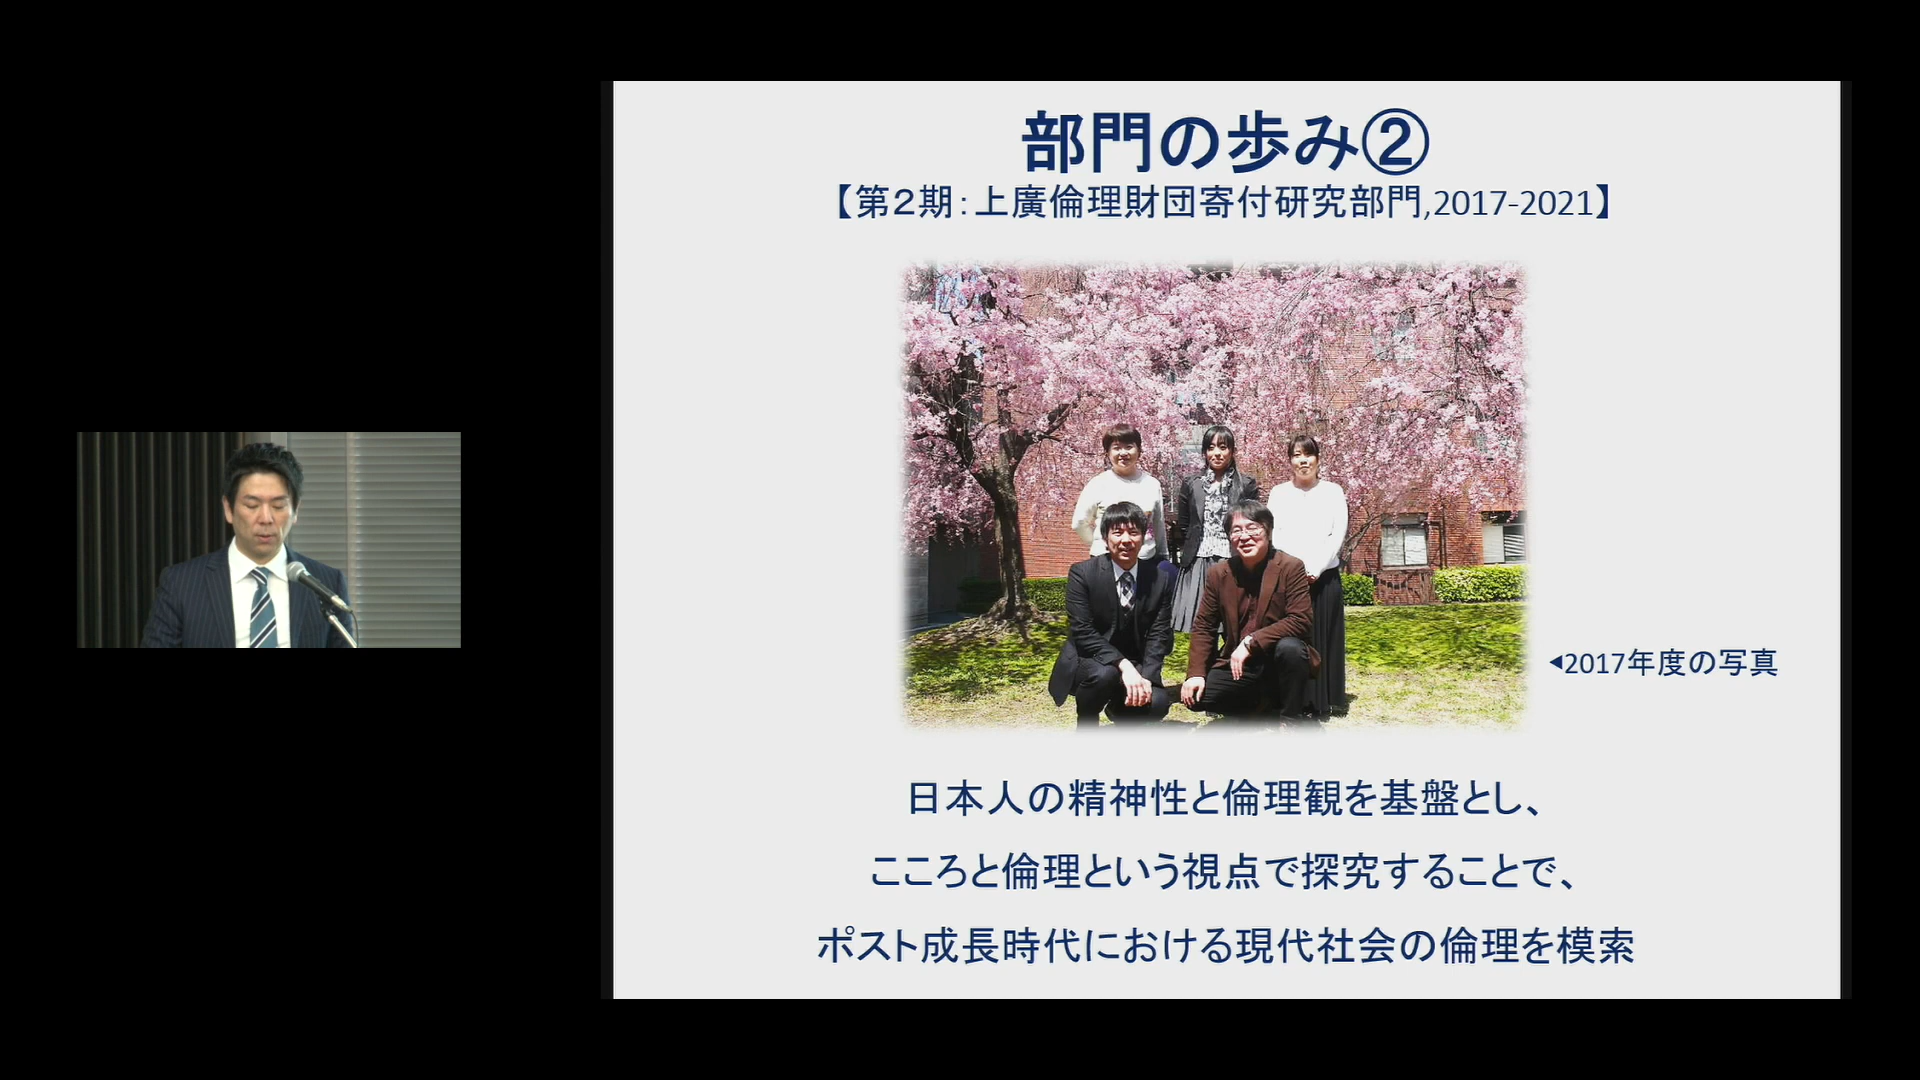 部門の歩み②
【第２期：上廣倫理財団寄付研究部門,2017-2021】
◀2017年度の写真
日本人の精神性と倫理観を基盤とし、
こころと倫理という視点で探究することで、
ポスト成長時代における現代社会の倫理を模索